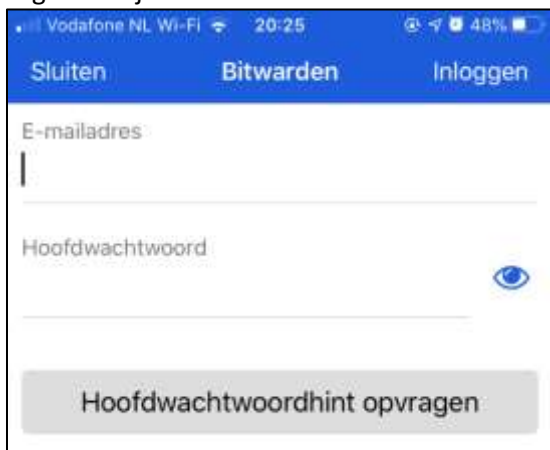 Vodafone NL Wi-Fi 20:25 48%
Sluiten Bitwarden Inloggen
E-mailadres
Hoofdwachtwoord
Hoofdwachtwoordhint opvragen